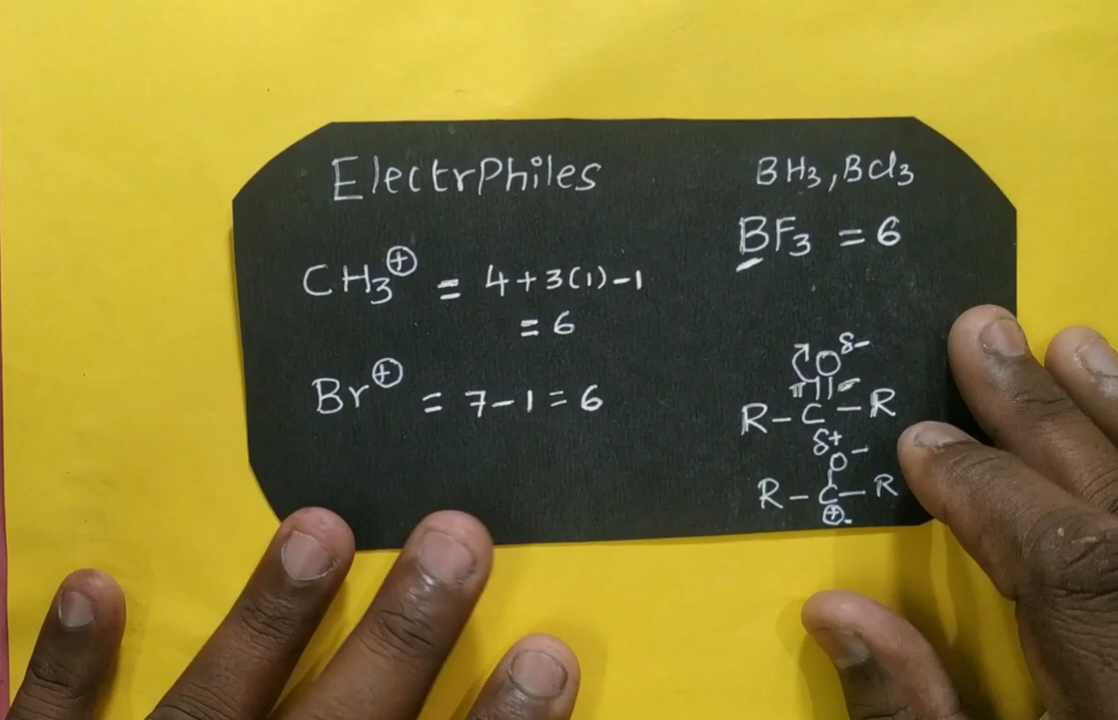 ElectrPhiles
CH₃⊕ = 4+3(1)-1
= 6
Br⊕ = 7-1=6
BH₃, BCl₃
BF₃ = 6
O δ-
π ||
R-C-R
δ+
O-
R-C-R
⊕